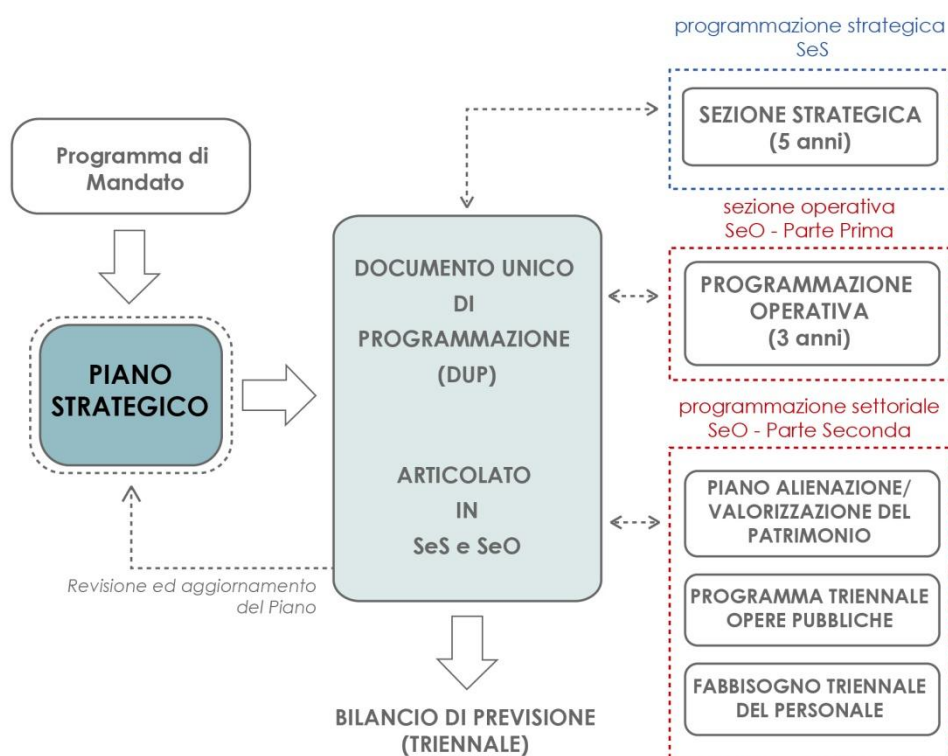 programmazione strategica
SeS
SEZIONE STRATEGICA
(5 anni)
Programma di
Mandato
sezione operativa
SeO - Parte Prima
PROGRAMMAZIONE
OPERATIVA
(3 anni)
DOCUMENTO UNICO
DI
PROGRAMMAZIONE
(DUP)
ARTICOLATO
IN
SeS e SeO
PIANO
STRATEGICO
programmazione settoriale
SeO - Parte Seconda
PIANO ALIENAZIONE/
VALORIZZAZIONE DEL
PATRIMONIO
PROGRAMMA TRIENNALE
OPERE PUBBLICHE
FABBISOGNO TRIENNALE
DEL PERSONALE
Revisione ed aggiornamento
del Piano
BILANCIO DI PREVISIONE
(TRIENNALE)